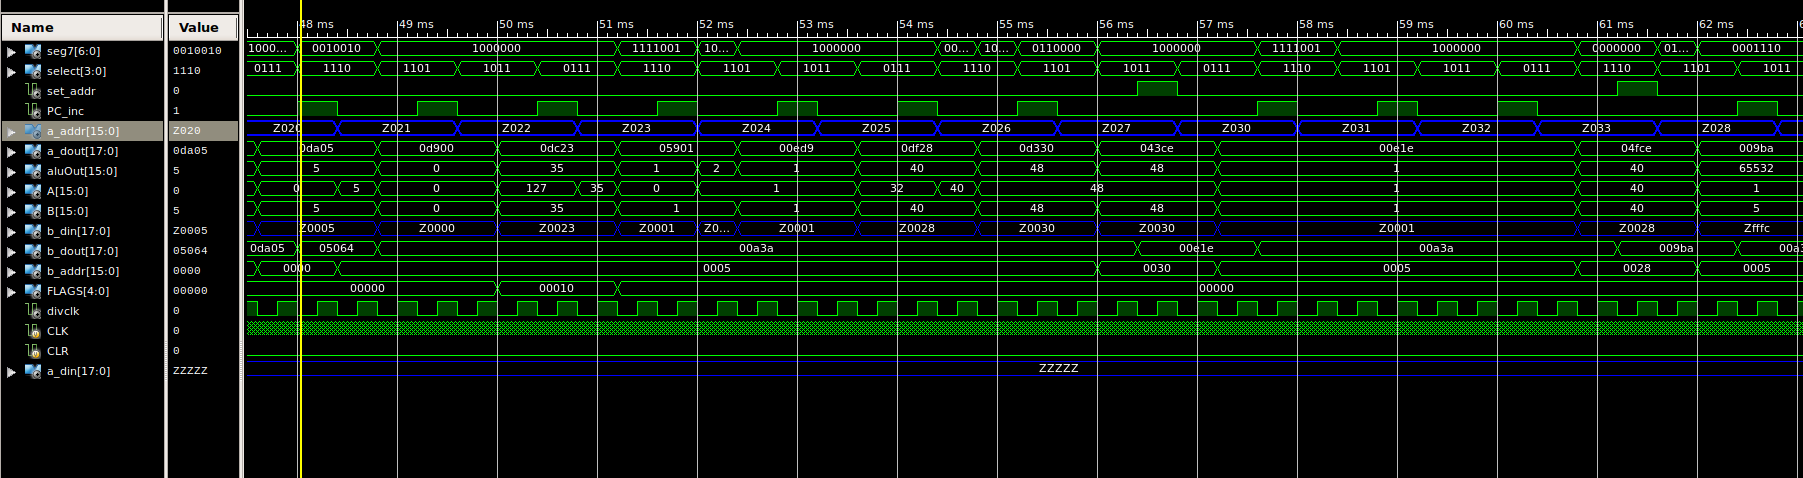 Name Value 48 ms 49 ms 50 ms 51 ms 52 ms 53 ms 54 ms 55 ms 56 ms 57 ms 58 ms 59 ms 60 ms 61 ms 62 ms
seg7[6:0] 0010010 1000... 0010010 1000000 1111001 10... 1000000 00... 10... 0110000 1000000 1111001 1000000 0000000 01... 0001110
select[3:0] 1110 0111 1110 1101 1011 0111 1110 1101 1011 0111 1110 1101 1011 0111 1110 1101 1011 0111 1110 1101 1011
set_addr 0
PC_inc 1
a_addr[15:0] Z020 Z020 Z021 Z022 Z023 Z024 Z025 Z026 Z027 Z030 Z031 Z032 Z033 Z028
a_dout[17:0] 0da05 0da05 0d900 0dc23 05901 00ed9 0df28 0d330 043ce 00e1e 04fce 009ba
aluOut[15:0] 5 5 0 35 1 2 1 40 48 48 1 40 65532
A[15:0] 0 0 5 0 127 35 0 1 32 40 48 1 40 1
B[15:0] 5 5 0 35 1 1 40 48 48 1 40 5
b_din[17:0] Z0005 Z0005 Z0000 Z0023 Z0001 Z0... Z0001 Z0028 Z0030 Z0030 Z0001 Z0028 Zfffc
b_dout[17:0] 05064 0da05 05064 00a3a 00e1e 00a3a 009ba
b_addr[15:0] 0000 0000 0005 0030 0005 0028 0005
FLAGS[4:0] 00000 00000 00010 00000
divclk 0
CLK 0
CLR 0
a_din[17:0] ZZZZZ ZZZZZ